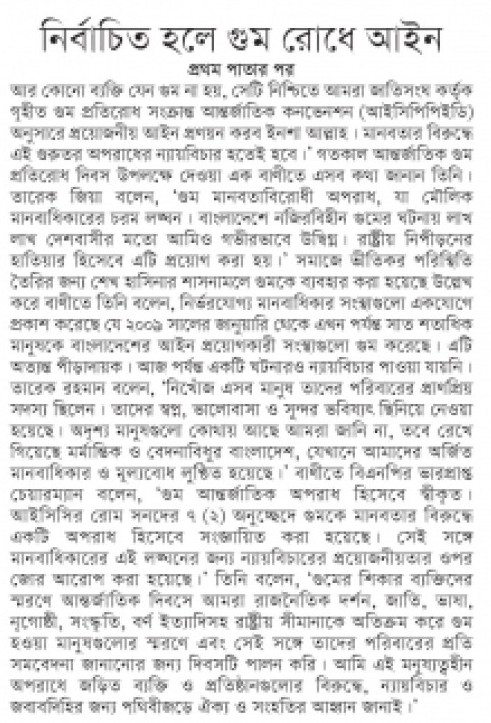 নির্বাচিত হলে গুম রোধে আইন
প্রথম পাতার পর
আর কোনো ব্যক্তি যেন গুম না হয়, সেটি নিশ্চিতে আমরা জাতিসংঘ কর্তৃক
গৃহীত গুম প্রতিরোধ সংক্রান্ত আন্তর্জাতিক কনভেনশন (আইসিপিপিইডি)
অনুসারে প্রয়োজনীয় আইন প্রণয়ন করব ইনশা আল্লাহ। মানবতার বিরুদ্ধে
এই গুরুতর অপরাধের ন্যায়বিচার হতেই হবে।’ গতকাল আন্তর্জাতিক গুম
প্রতিরোধ দিবস উপলক্ষে দেওয়া এক বাণীতে এসব কথা জানান তিনি।
তারেক জিয়া বলেন, ‘গুম মানবতাবিরোধী অপরাধ, যা মৌলিক
মানবাধিকারের চরম লঙ্ঘন। বাংলাদেশে নজিরবিহীন গুমের ঘটনায় লাখ
লাখ দেশবাসীর মতো আমিও গভীরভাবে উদ্বিগ্ন। রাষ্ট্রীয় নিপীড়নের
হাতিয়ার হিসেবে এটি প্রয়োগ করা হয়।’ সমাজে ভীতিকর পরিস্থিতি
তৈরির জন্য শেখ হাসিনার শাসনামলে গুমকে ব্যবহার করা হয়েছে উল্লেখ
করে বাণীতে তিনি বলেন, নির্ভরযোগ্য মানবাধিকার সংস্থাগুলো একযোগে
প্রকাশ করেছে যে ২০০৯ সালের জানুয়ারি থেকে এখন পর্যন্ত সাত শতাধিক
মানুষকে বাংলাদেশের আইন প্রয়োগকারী সংস্থাগুলো গুম করেছে। এটি
অত্যন্ত পীড়াদায়ক। আজ পর্যন্ত একটি ঘটনারও ন্যায়বিচার পাওয়া যায়নি।
তারেক রহমান বলেন, ‘নিখোঁজ এসব মানুষ তাদের পরিবারের প্রাণপ্রিয়
সদস্য ছিলেন। তাদের স্বপ্ন, ভালোবাসা ও সুন্দর ভবিষ্যৎ ছিনিয়ে নেওয়া
হয়েছে। অদৃশ্য মানুষগুলো কোথায় আছে আমরা জানি না, তবে রেখে
গিয়েছে মর্মান্তিক ও বেদনাবিধুর বাংলাদেশ, যেখানে আমাদের অর্জিত
মানবাধিকার ও মূল্যবোধ লুণ্ঠিত হয়েছে।’ বাণীতে বিএনপির ভারপ্রাপ্ত
চেয়ারম্যান বলেন, ‘গুম আন্তর্জাতিক অপরাধ হিসেবে স্বীকৃত।
আইসিসির রোম সনদের ৭ (২) অনুচ্ছেদে গুমকে মানবতার বিরুদ্ধে
একটি অপরাধ হিসেবে সংজ্ঞায়িত করা হয়েছে। সেই সঙ্গে
মানবাধিকারের এই লঙ্ঘনের জন্য ন্যায়বিচারের প্রয়োজনীয়তার ওপর
জোর আরোপ করা হয়েছে।’ তিনি বলেন, ‘গুমের শিকার ব্যক্তিদের
স্মরণে আন্তর্জাতিক দিবসে আমরা রাজনৈতিক দর্শন, জাতি, ভাষা,
নৃগোষ্ঠী, সংস্কৃতি, বর্ণ ইত্যাদিসহ রাষ্ট্রীয় সীমানাকে অতিক্রম করে গুম
হওয়া মানুষগুলোর স্মরণে এবং সেই সঙ্গে তাদের পরিবারের প্রতি
সমবেদনা জানানোর জন্য দিবসটি পালন করি। আমি এই মনুষ্যত্বহীন
অপরাধে জড়িত ব্যক্তি ও প্রতিষ্ঠানগুলোর বিরুদ্ধে, ন্যায়বিচার ও
জবাবদিহির জন্য পৃথিবীজুড়ে ঐক্য ও সংহতির আহ্বান জানাই।’